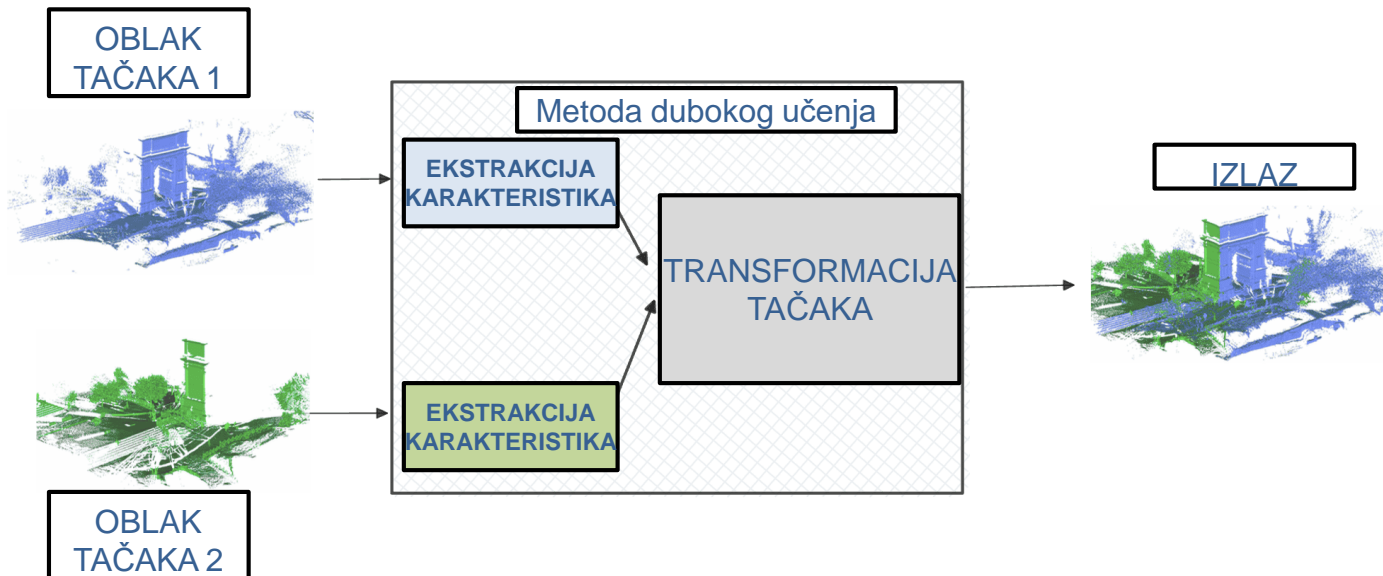 OBLAK
TAČAKA 1
Metoda dubokog učenja
EKSTRAKCIJA
KARAKTERISTIKA
IZLAZ
TRANSFORMACIJA
TAČAKA
EKSTRAKCIJA
KARAKTERISTIKA
OBLAK
TAČAKA 2